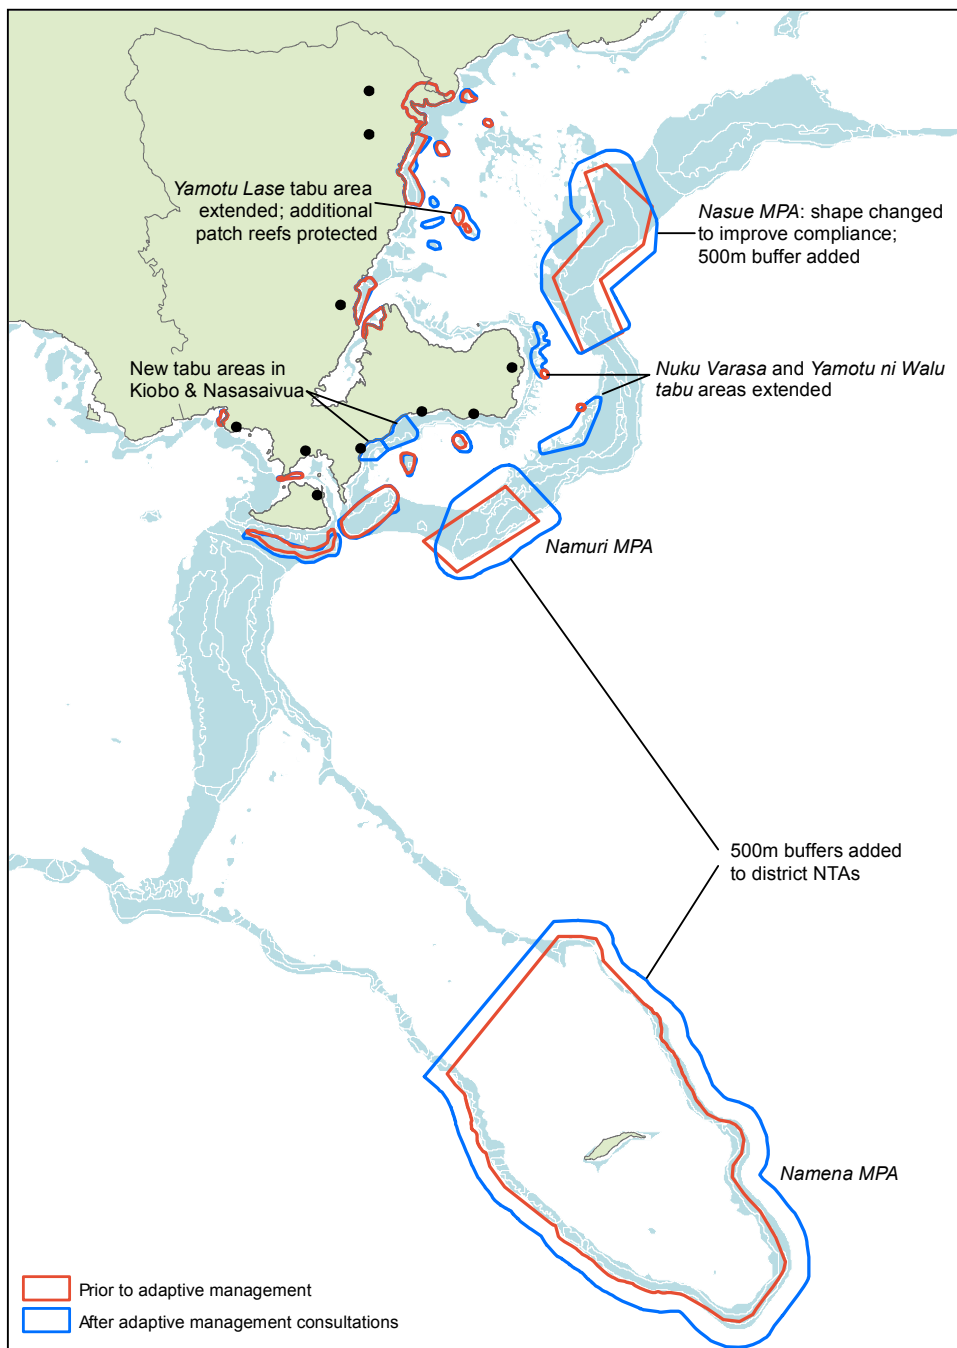 Yamotu Lase tabu area
extended; additional
patch reefs protected
Nasue MPA: shape changed
to improve compliance;
500m buffer added
New tabu areas in
Kiobo & Nasasaivua
Nuku Varasa and Yamotu ni Walu
tabu areas extended
Namuri MPA
500m buffers added
to district NTAs
Namena MPA
Prior to adaptive management
After adaptive management consultations